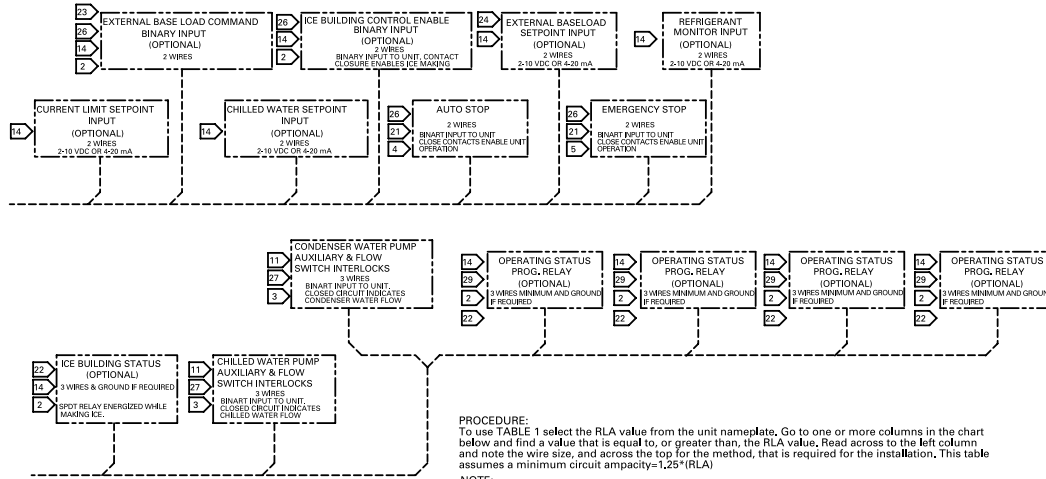 23
26
14
2
EXTERNAL BASE LOAD COMMAND
BINARY INPUT
(OPTIONAL)
2 WIRES
26
14
2
ICE BUILDING CONTROL ENABLE
BINARY INPUT
(OPTIONAL)
2 WIRES
BINARY INPUT TO UNIT, CONTACT
CLOSURE ENABLES ICE MAKING
24
14
EXTERNAL BASELOAD
SETPOINT INPUT
(OPTIONAL)
2 WIRES
2-10 VDC OR 4-20 mA
14
REFRIGERANT
MONITOR INPUT
(OPTIONAL)
2 WIRES
2-10 VDC OR 4-20 mA
14
CURRENT LIMIT SETPOINT
INPUT
(OPTIONAL)
2 WIRES
2-10 VDC OR 4-20 mA
14
CHILLED WATER SETPOINT
INPUT
(OPTIONAL)
2 WIRES
2-10 VDC OR 4-20 mA
26
21
4
AUTO STOP
2 WIRES
BINART INPUT TO UNIT
CLOSE CONTACTS ENABLE UNIT
OPERATION
26
21
5
EMERGENCY STOP
2 WIRES
BINART INPUT TO UNIT
CLOSE CONTACTS ENABLE UNIT
OPERATION
11
27
3
CONDENSER WATER PUMP
AUXILIARY & FLOW
SWITCH INTERLOCKS
3 WIRES
BINART INPUT TO UNIT.
CLOSED CIRCUIT INDICATES
CONDENSER WATER FLOW
14
29
2
22
OPERATING STATUS
PROG. RELAY
(OPTIONAL)
3 WIRES MINIMUM AND GROUND
IF REQUIRED
14
29
2
22
OPERATING STATUS
PROG. RELAY
(OPTIONAL)
3 WIRES MINIMUM AND GROUND
IF REQUIRED
14
29
2
22
OPERATING STATUS
PROG. RELAY
(OPTIONAL)
3 WIRES MINIMUM AND GROUND
IF REQUIRED
14
29
2
22
OPERATING STATUS
PROG. RELAY
(OPTIONAL)
3 WIRES MINIMUM AND GROUN
IF REQUIRED
22
14
2
ICE BUILDING STATUS
(OPTIONAL)
3 WIRES & GROUND IF REQUIRED
SPDT RELAY ENERGIZED WHILE
MAKING ICE.
11
27
3
CHILLED WATER PUMP
AUXILIARY & FLOW
SWITCH INTERLOCKS
3 WIRES
BINART INPUT TO UNIT.
CLOSED CIRCUIT INDICATES
CHILLED WATER FLOW
PROCEDURE:
To use TABLE 1 select the RLA value from the unit nameplate. Go to one or more columns in the chart
below and find a value that is equal to, or greater than, the RLA value. Read across to the left column
and note the wire size, and across the top for the method, that is required for the installation. This table
assumes a minimum circuit ampacity=1.25*(RLA)
NOTE: